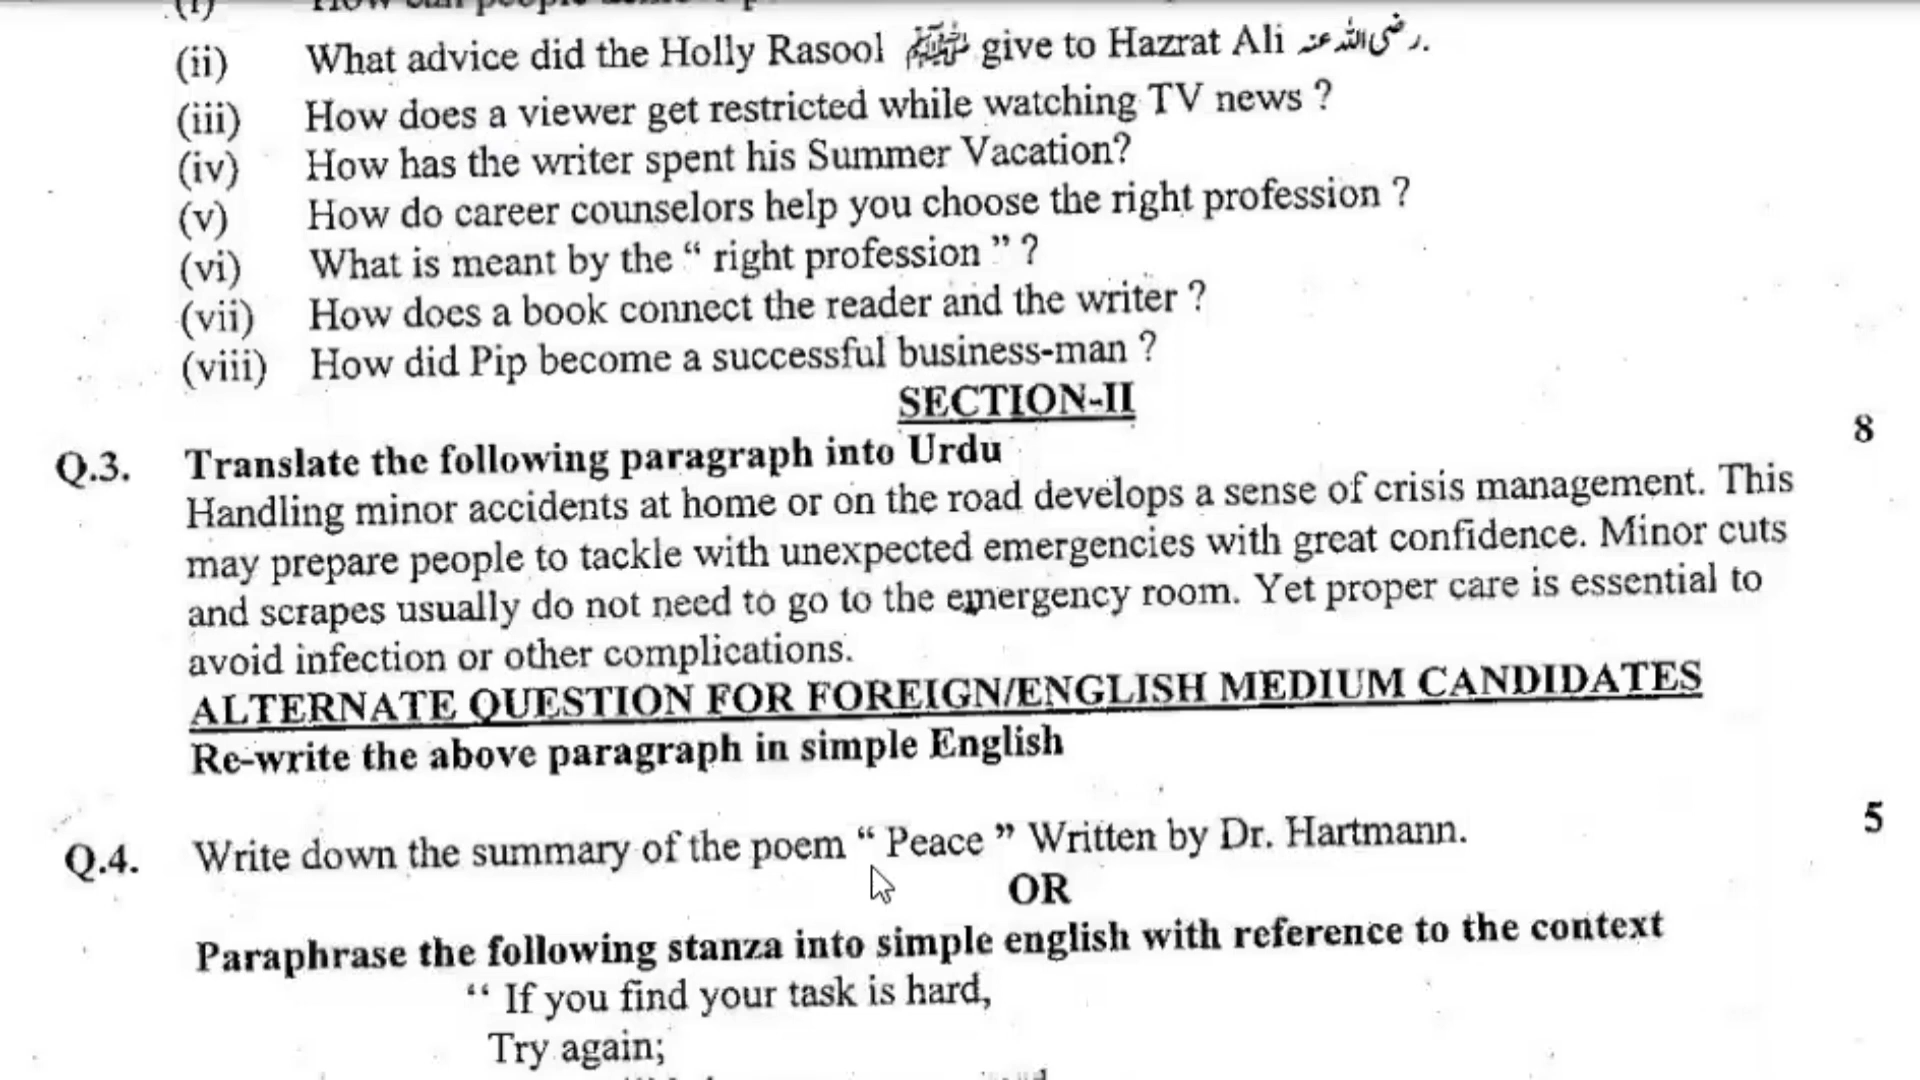 (ii) What advice did the Holly Rasool ﷺ give to Hazrat Ali رضی اللہ عنہ.
(iii) How does a viewer get restricted while watching TV news ?
(iv) How has the writer spent his Summer Vacation?
(v) How do career counselors help you choose the right profession ?
(vi) What is meant by the “ right profession ” ?
(vii) How does a book connect the reader and the writer ?
(viii) How did Pip become a successful business-man ?
SECTION-II
8
Q.3. Translate the following paragraph into Urdu
Handling minor accidents at home or on the road develops a sense of crisis management. This
may prepare people to tackle with unexpected emergencies with great confidence. Minor cuts
and scrapes usually do not need to go to the emergency room. Yet proper care is essential to
avoid infection or other complications.
ALTERNATE QUESTION FOR FOREIGN/ENGLISH MEDIUM CANDIDATES
Re-write the above paragraph in simple English
5
Q.4. Write down the summary of the poem “ Peace ” Written by Dr. Hartmann.
OR
Paraphrase the following stanza into simple english with reference to the context
“ If you find your task is hard,
Try again;